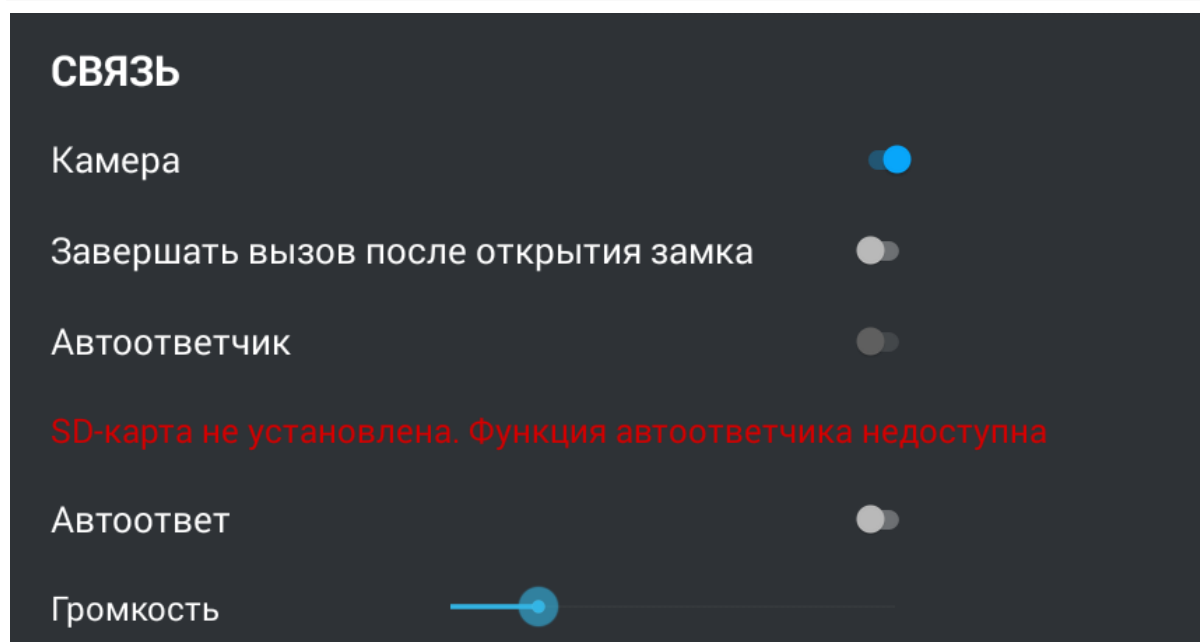 СВЯЗЬ
Камера
Завершать вызов после открытия замка
Автоответчик
SD-карта не установлена. Функция автоответчика недоступна
Автоответ
Громкость